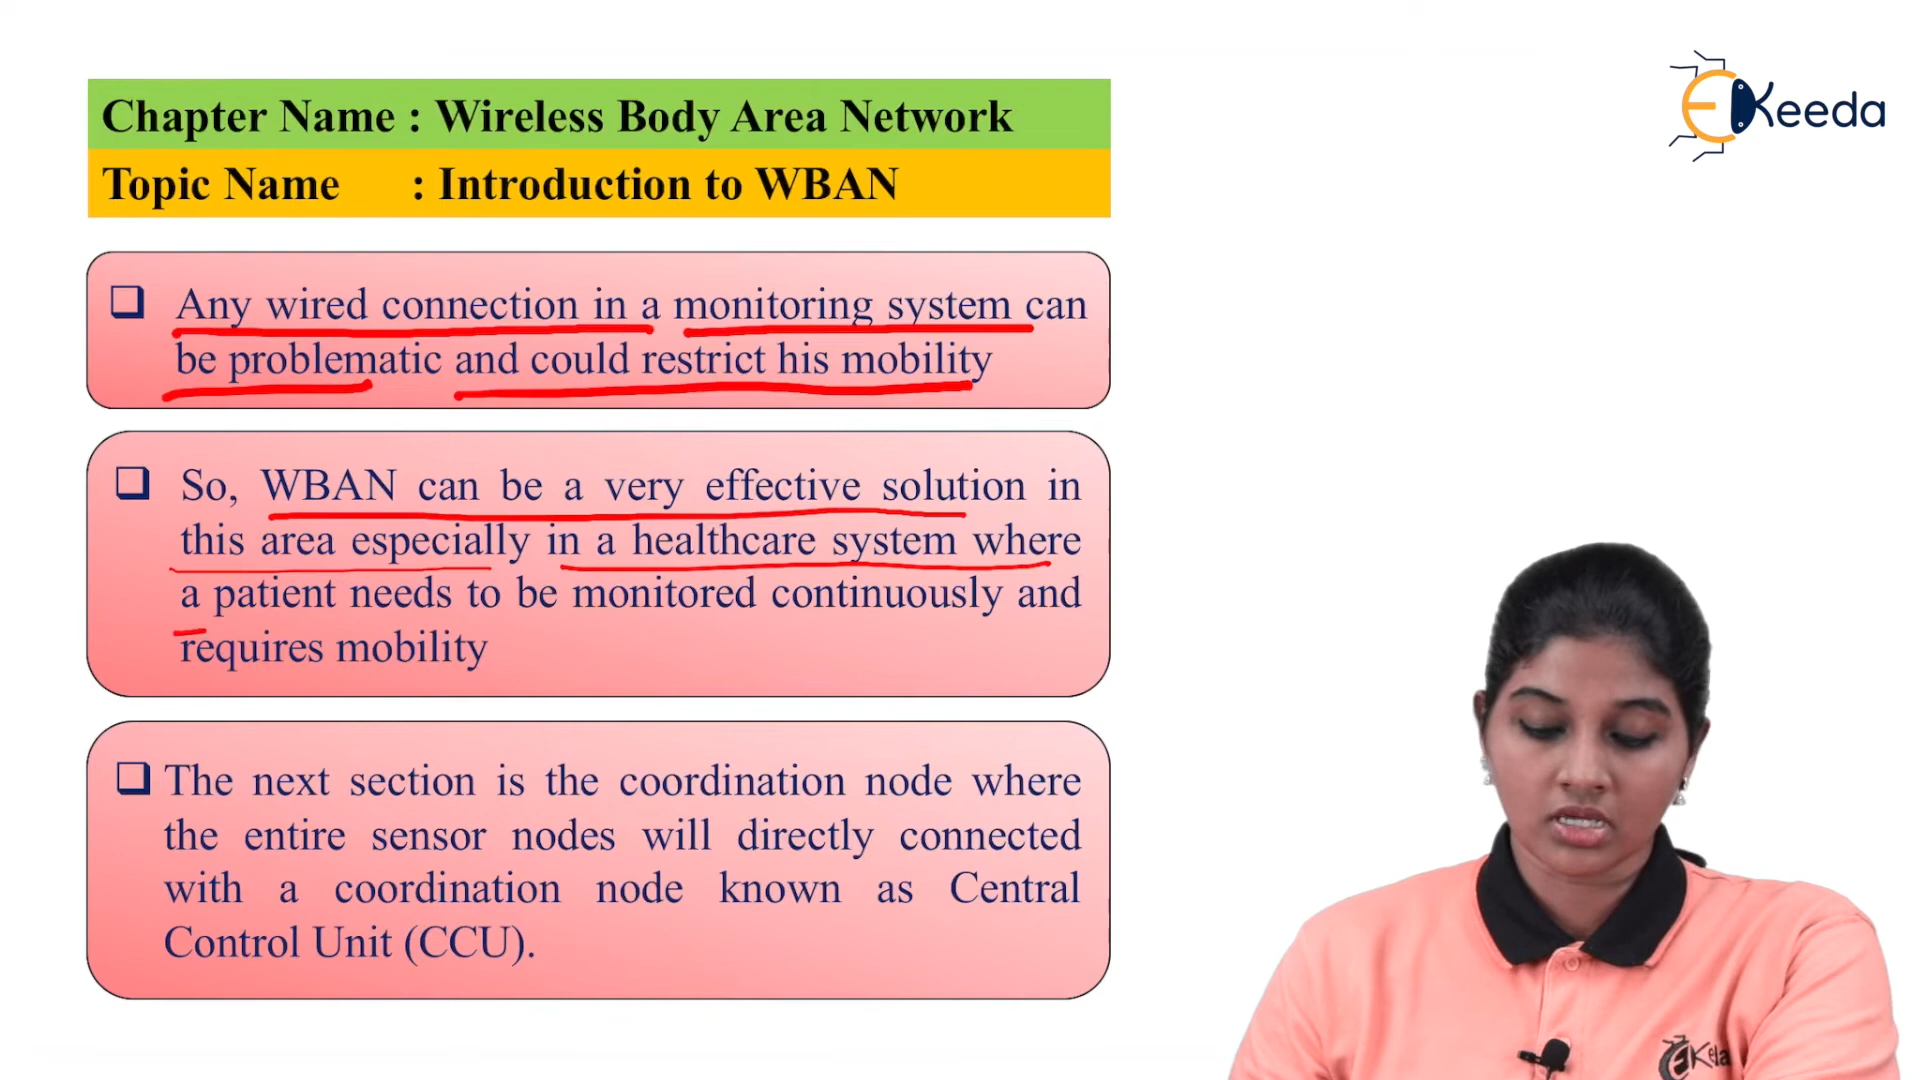 Chapter Name : Wireless Body Area Network
EKeeda
Topic Name : Introduction to WBAN
❑ Any wired connection in a monitoring system can
be problematic and could restrict his mobility
❑ So, WBAN can be a very effective solution in
this area especially in a healthcare system where
a patient needs to be monitored continuously and
requires mobility
❑ The next section is the coordination node where
the entire sensor nodes will directly connected
with a coordination node known as Central
Control Unit (CCU).